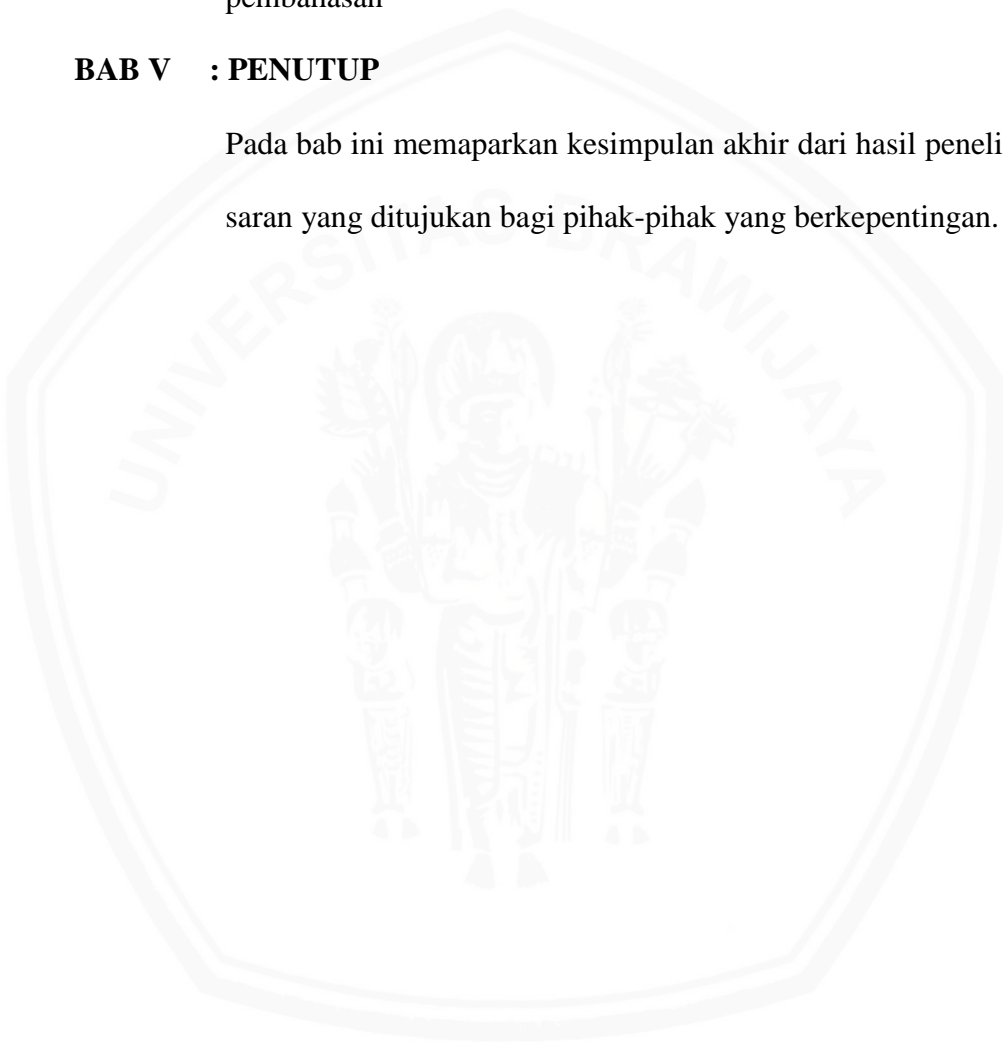 pembahasan
BAB V : PENUTUP
Pada bab ini memaparkan kesimpulan akhir dari hasil peneli
saran yang ditujukan bagi pihak-pihak yang berkepentingan.
UNIVERSITAS BRAWIJAYA